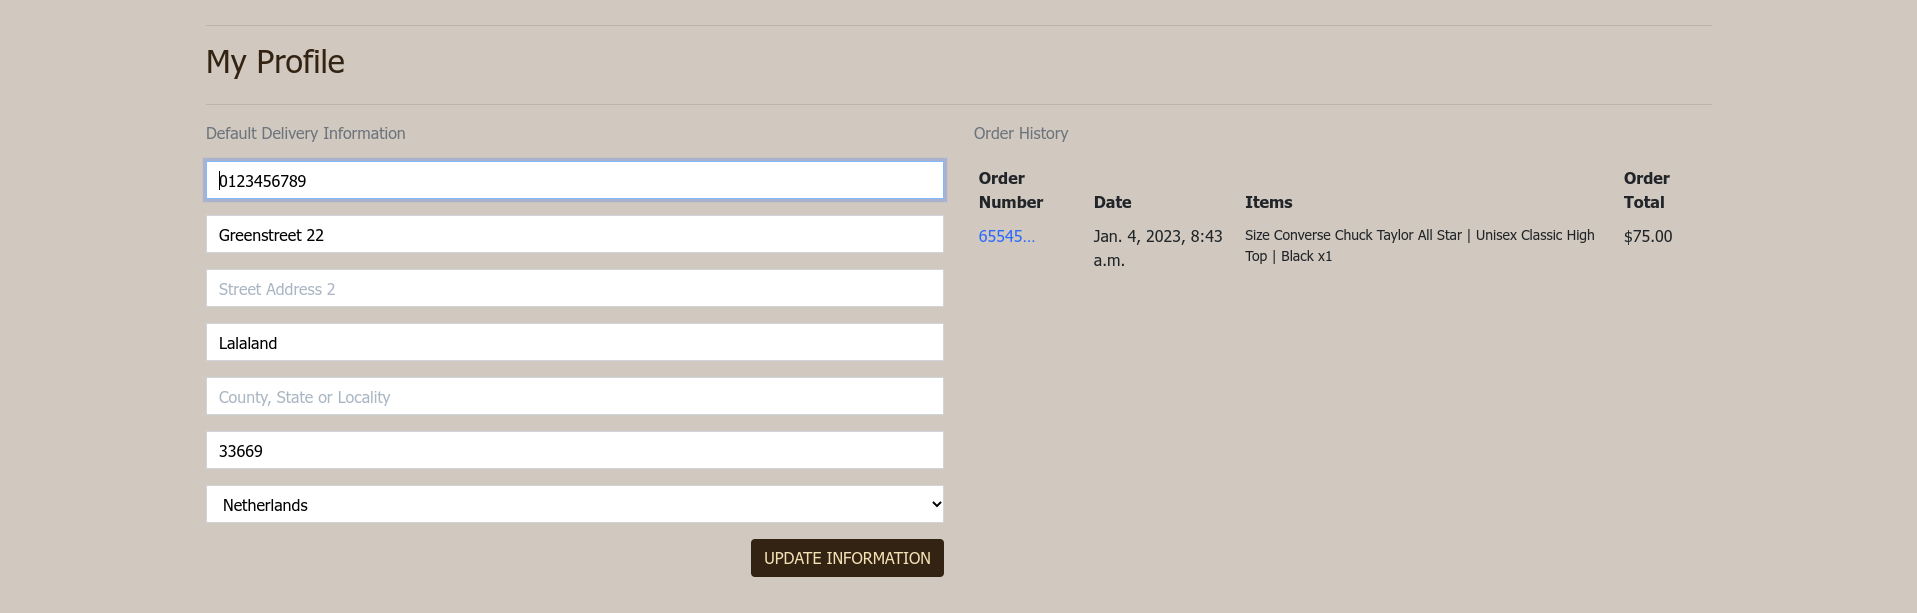 My Profile
Default Delivery Information
0123456789
Greenstreet 22
Street Address 2
Lalaland
County, State or Locality
33669
Netherlands
UPDATE INFORMATION
Order History
Order
Number
Date
Items
Order
Total
65545...
Jan. 4, 2023, 8:43
a.m.
Size Converse Chuck Taylor All Star | Unisex Classic High
Top | Black x1
$75.00